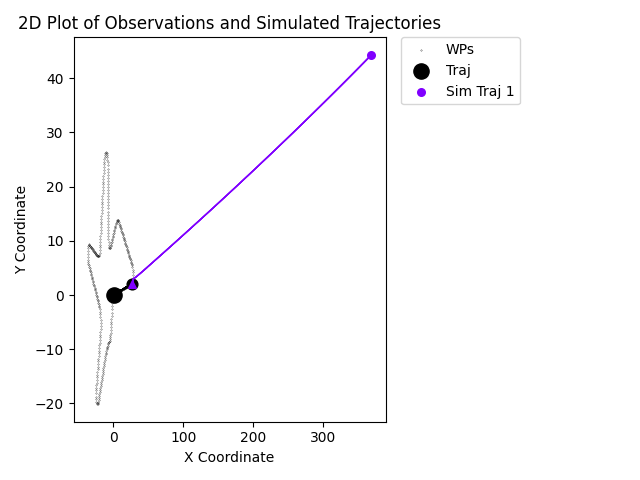 2D Plot of Observations and Simulated Trajectories
WPs
Traj
Sim Traj 1
Y Coordinate
40
30
20
10
0
−10
−20
0 100 200 300
X Coordinate